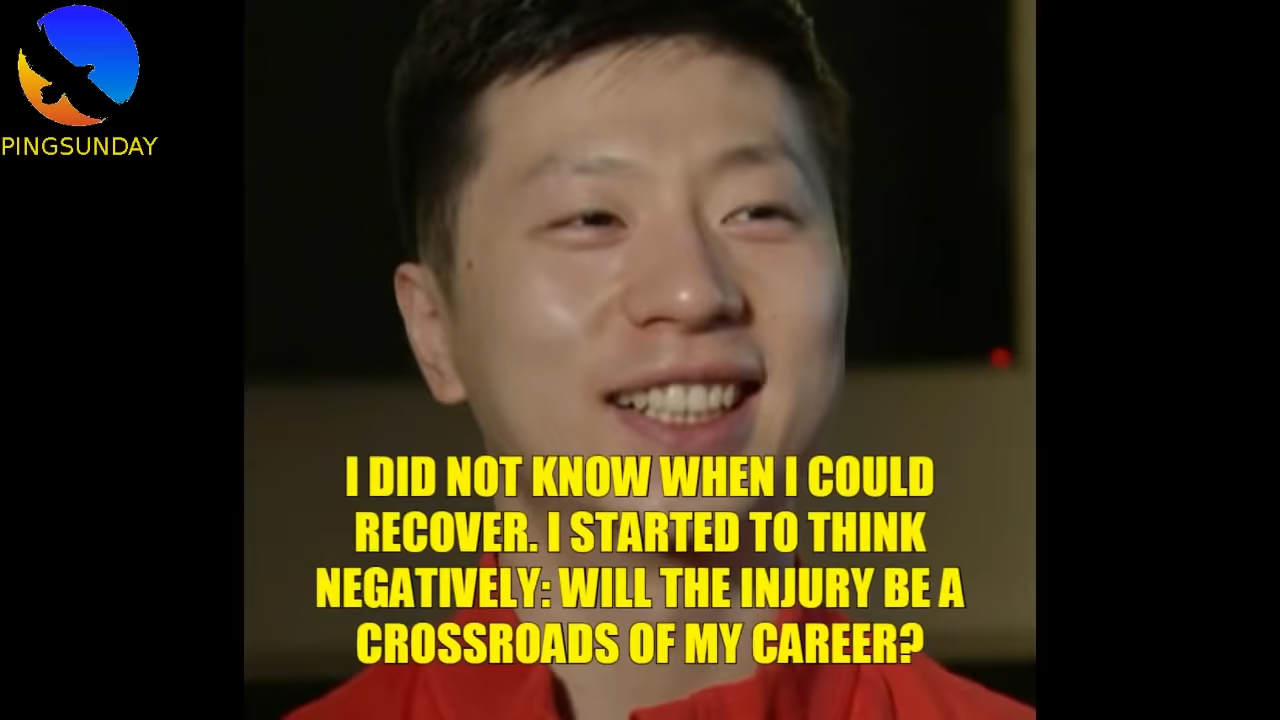 PINGSUNDAY
I DID NOT KNOW WHEN I COULD
RECOVER. I STARTED TO THINK
NEGATIVELY: WILL THE INJURY BE A
CROSSROADS OF MY CAREER?